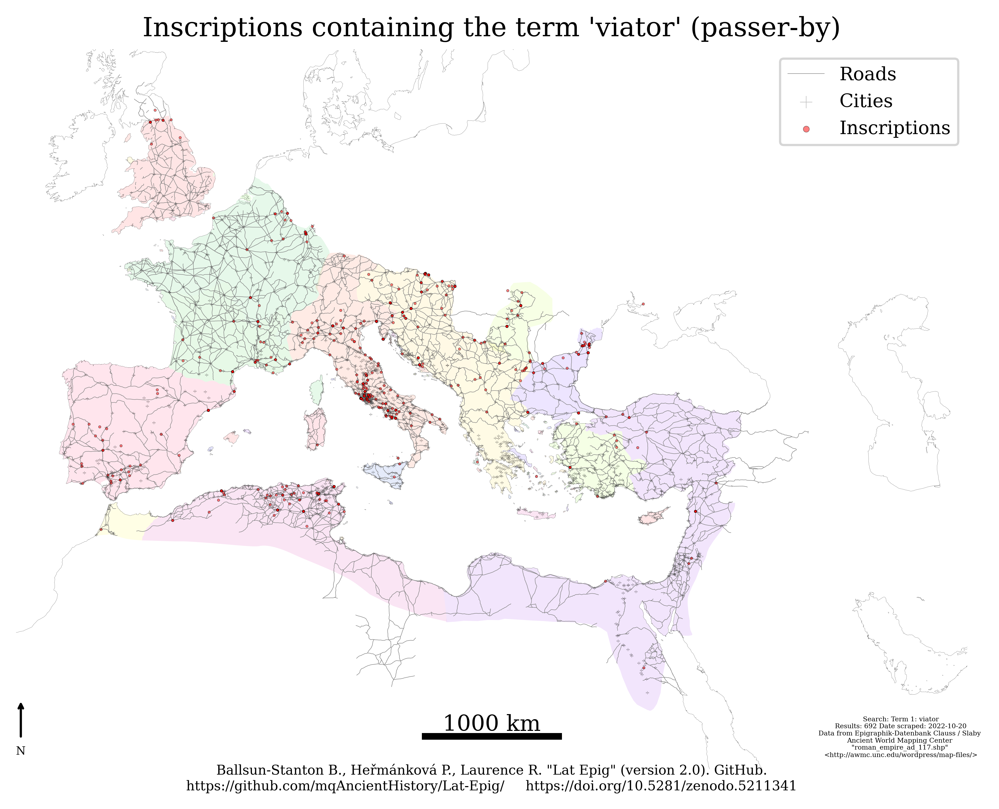 Inscriptions containing the term 'viator' (passer-by)
Roads
Cities
Inscriptions
N
1000 km
Search: Term 1: viator
Results: 692 Date scraped: 2022-10-20
Data from Epigraphik-Datenbank Clauss / Slaby
Ancient World Mapping Center
"roman_empire_ad_117.shp"
<http://awmc.unc.edu/wordpress/map-files/>
Ballsun-Stanton B., Heřmánková P., Laurence R. "Lat Epig" (version 2.0). GitHub.
https://github.com/mqAncientHistory/Lat-Epig/ https://doi.org/10.5281/zenodo.5211341